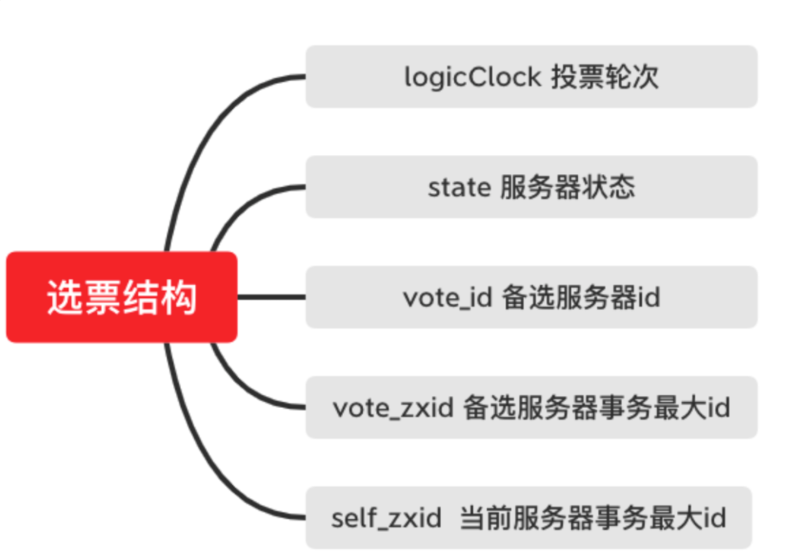 选票结构
logicClock 投票轮次
state 服务器状态
vote_id 备选服务器id
vote_zxid 备选服务器事务最大id
self_zxid 当前服务器事务最大id